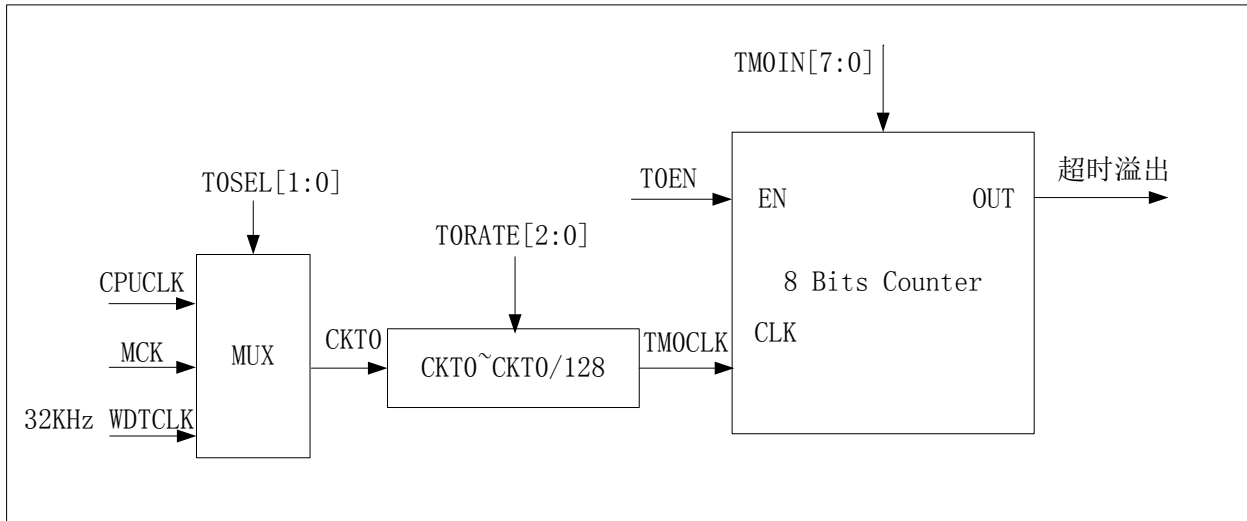 TM0IN[7:0]
T0SEL[1:0]
T0EN
EN
OUT
超时溢出
T0RATE[2:0]
8 Bits Counter
CPUCLK
MCK
MUX
CKT0
CKT0~CKT0/128
TM0CLK
CLK
32KHz WDTCLK